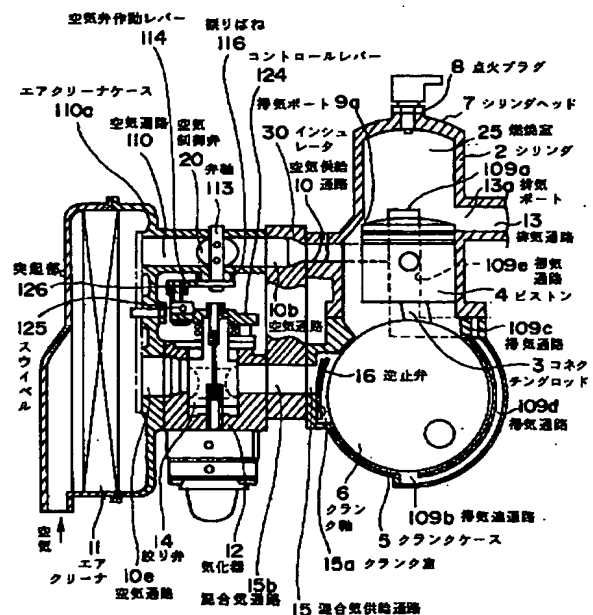 空気弁作動レバー
114
捩りばね
116
コントロールレバー
124
8 点火プラグ
エアクリーナケース
110c
排気ポート
9a
7 シリンダヘッド
空気通路
110
空気
制御弁
20
30 インシュ
レータ
25 燃焼室
2 シリンダ
弁軸
113
空気供給
10 通路
109a
13a 排気
ポート
13
排気通路
突起部
126
109e 掃気
通路
4 ピストン
125
スウイベル
10b
空気通路
109c
掃気通路
16 逆止弁
3 コネク
チングロッド
109d
掃気通路
6
クランク軸
109b 掃気連通路
空気
11
エア
クリーナ
14
絞り弁
12
気化器
5 クランクケース
10e
空気通路
15b
混合気通路
15a クランク室
15 混合気供給通路